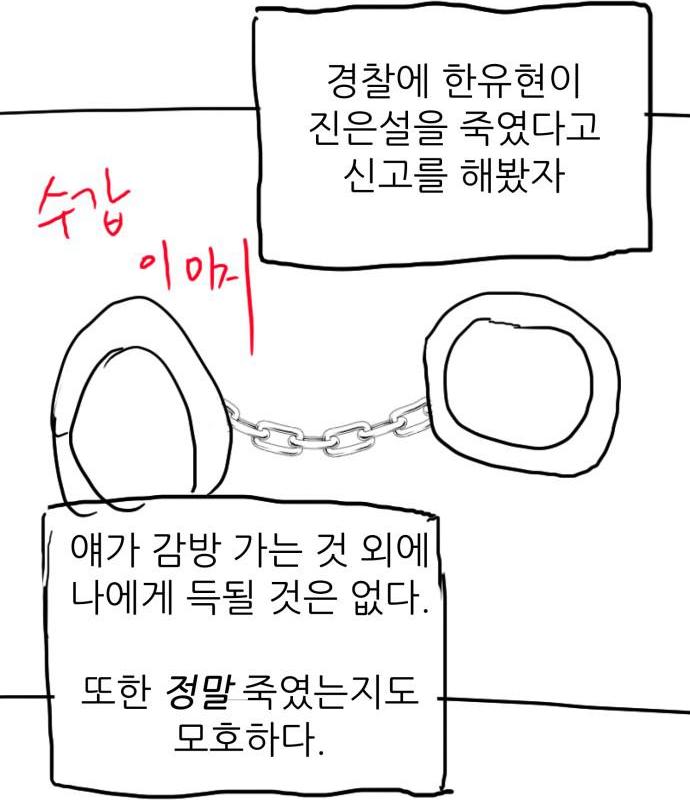 경찰에 한유현이
진은설을 죽였다고
신고를 해봤자
수갑
이미지
얘가 감방 가는 것 외에
나에게 득될 것은 없다.
또한 정말 죽였는지도
모호하다.